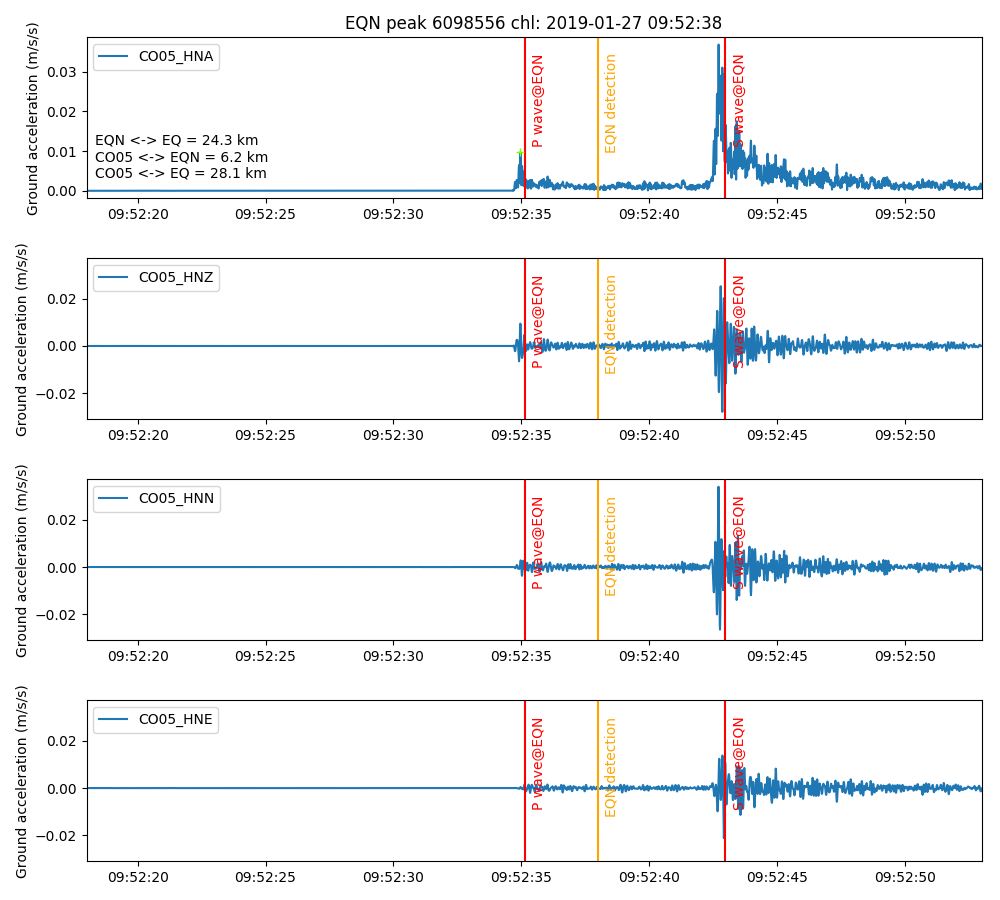 EQN peak 6098556 chl: 2019-01-27 09:52:38
Ground acceleration (m/s/s)
CO05_HNA
P wave@EQN
EQN detection
S wave@EQN
EQN <-> EQ = 24.3 km
CO05 <-> EQN = 6.2 km
CO05 <-> EQ = 28.1 km
0.03
0.02
0.01
0.00
09:52:20 09:52:25 09:52:30 09:52:35 09:52:40 09:52:45 09:52:50
Ground acceleration (m/s/s)
CO05_HNZ
P wave@EQN
EQN detection
S wave@EQN
0.02
0.00
−0.02
09:52:20 09:52:25 09:52:30 09:52:35 09:52:40 09:52:45 09:52:50
Ground acceleration (m/s/s)
CO05_HNN
P wave@EQN
EQN detection
S wave@EQN
0.02
0.00
−0.02
09:52:20 09:52:25 09:52:30 09:52:35 09:52:40 09:52:45 09:52:50
Ground acceleration (m/s/s)
CO05_HNE
P wave@EQN
EQN detection
S wave@EQN
0.02
0.00
−0.02
09:52:20 09:52:25 09:52:30 09:52:35 09:52:40 09:52:45 09:52:50